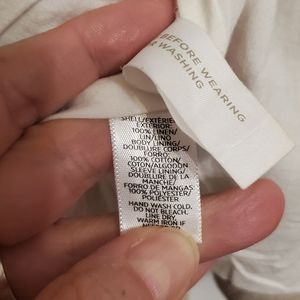 BEFORE WEARING
& WASHING
SHELL/EXTÉRIEUR/
EXTERIOR:
100% LINEN/
LIN/LINO
BODY LINING/
DOUBLURE CORPS/
FORRO:
100% COTTON/
COTON/ALGODON
SLEEVE LINING/
DOUBLURE DE LA
MANCHE/
FORRO DE MANGAS:
100% POLYESTER/
POLIÉSTER
HAND WASH COLD.
DO NOT BLEACH.
LINE DRY.
WARM IRON IF